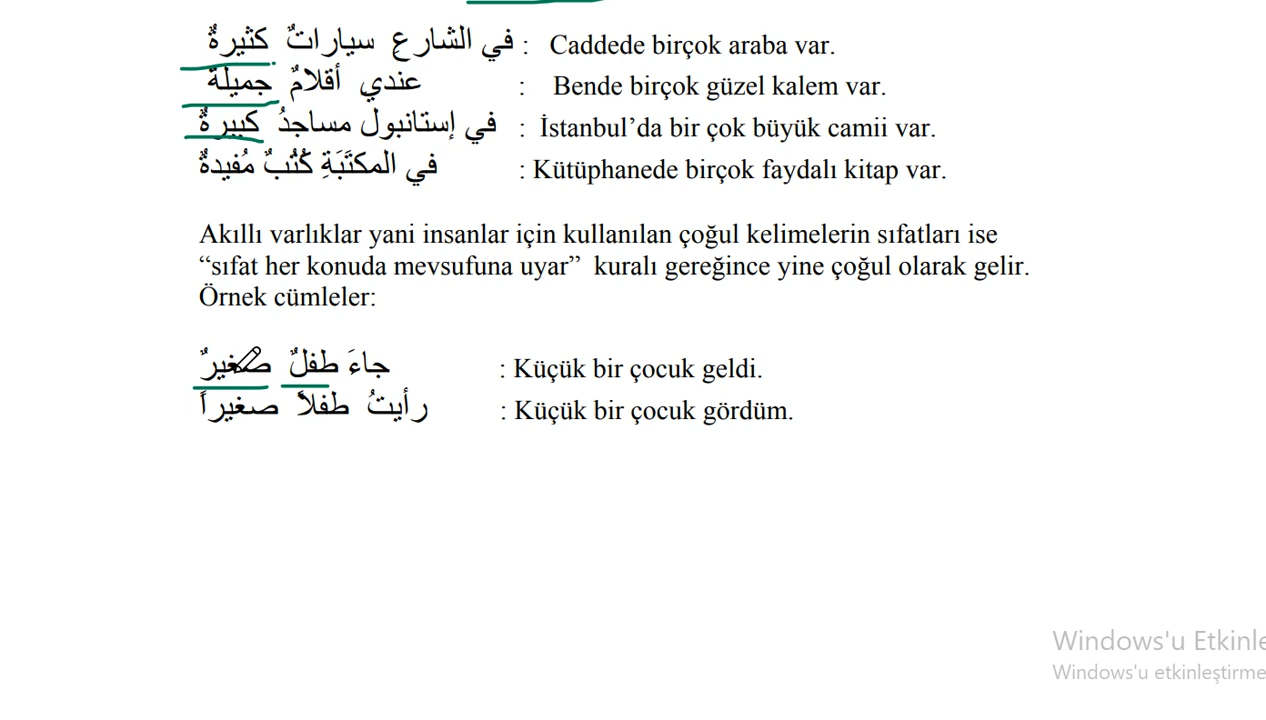 في الشارع سياراتٌ كثيرةٌ : Caddede birçok araba var.
عندي أقلامٌ جميلةٌ : Bende birçok güzel kalem var.
في إستانبول مساجدُ كبيرةٌ : İstanbul’da bir çok büyük camii var.
في المكتَبَةِ كُتُبٌ مُفيدةٌ : Kütüphanede birçok faydalı kitap var.
Akıllı varlıklar yani insanlar için kullanılan çoğul kelimelerin sıfatları ise
“sıfat her konuda mevsufuna uyar” kuralı gereğince yine çoğul olarak gelir.
Örnek cümleler:
جاءَ طفلٌ صغيرٌ : Küçük bir çocuk geldi.
رأيتُ طفلاً صغيراً : Küçük bir çocuk gördüm.
Windows'u Etkinle
Windows'u etkinleştirme